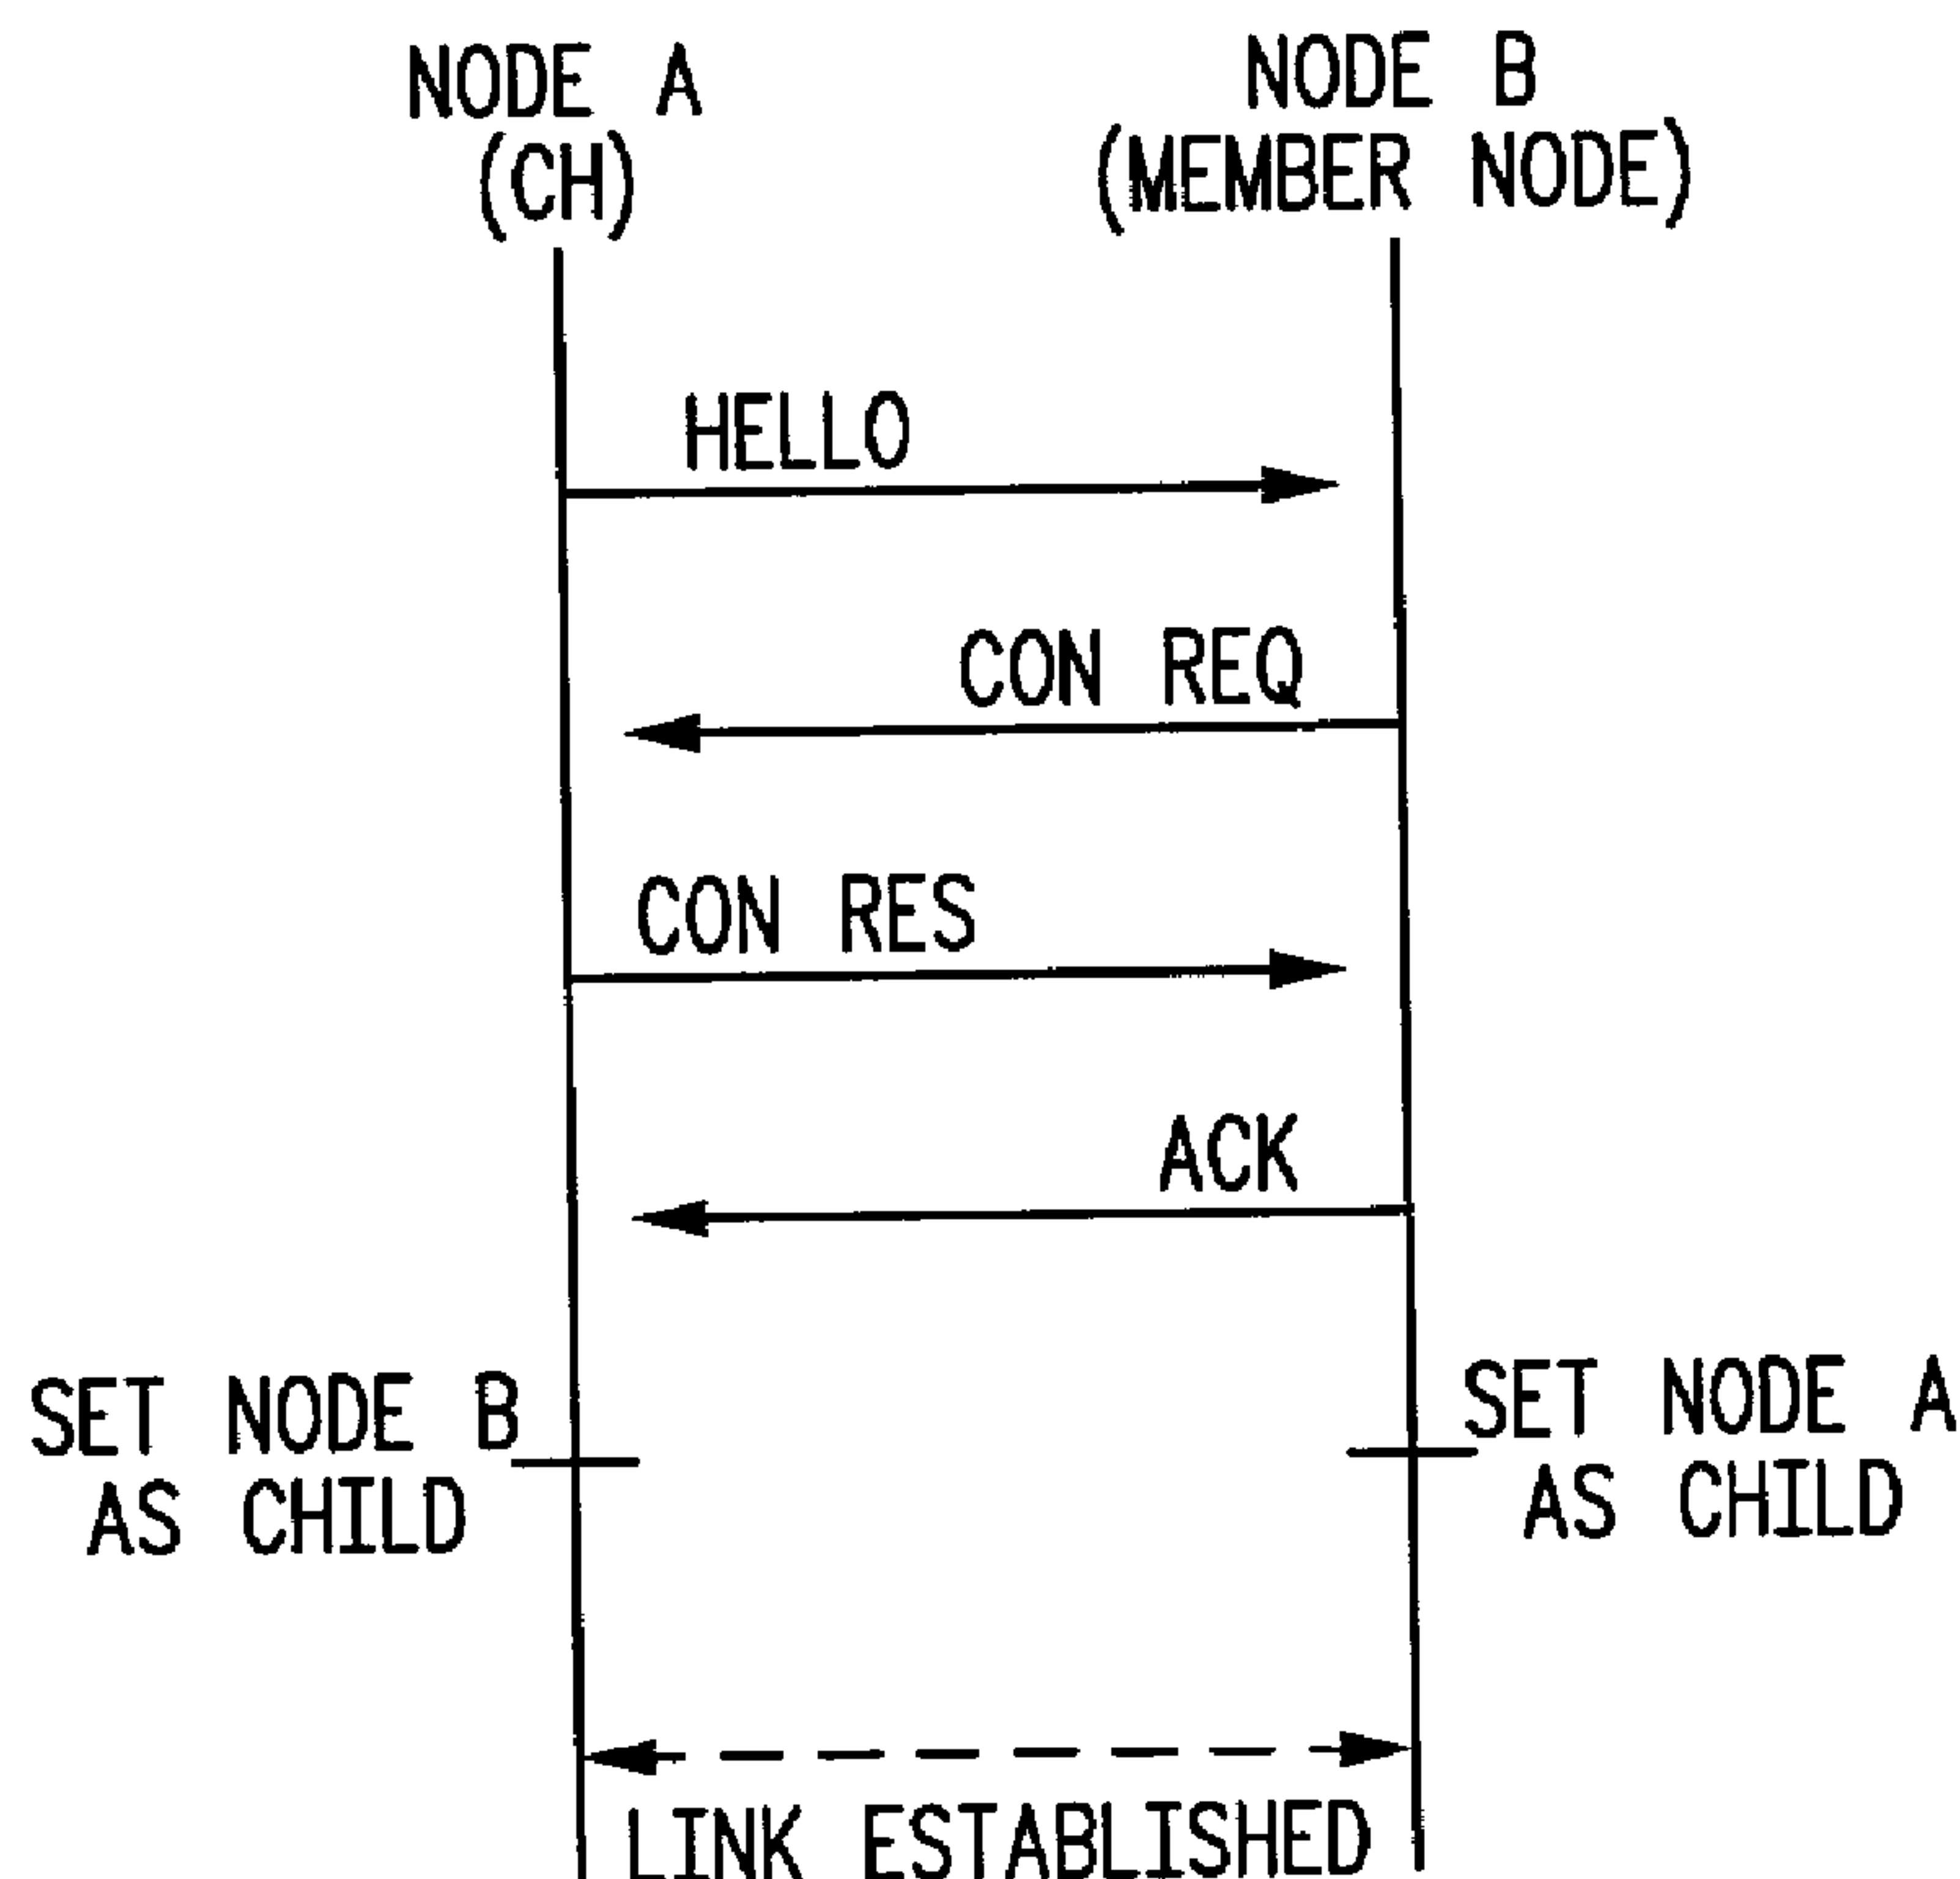 NODE A
(CH)
NODE B
(MEMBER NODE)
HELLO
CON REQ
CON RES
ACK
SET NODE B
AS CHILD
SET NODE A
AS CHILD
LINK ESTABLISHED